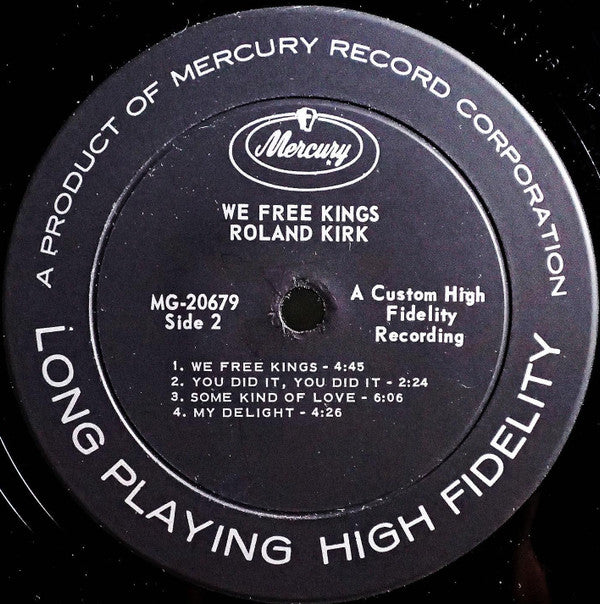 A PRODUCT OF MERCURY RECORD CORPORATION
Mercury
WE FREE KINGS
ROLAND KIRK
MG-20679
Side 2
A Custom High
Fidelity
Recording
1. WE FREE KINGS - 4:45
2. YOU DID IT, YOU DID IT - 2:24
3. SOME KIND OF LOVE - 6:06
4. MY DELIGHT - 4:26
LONG PLAYING HIGH FIDELITY